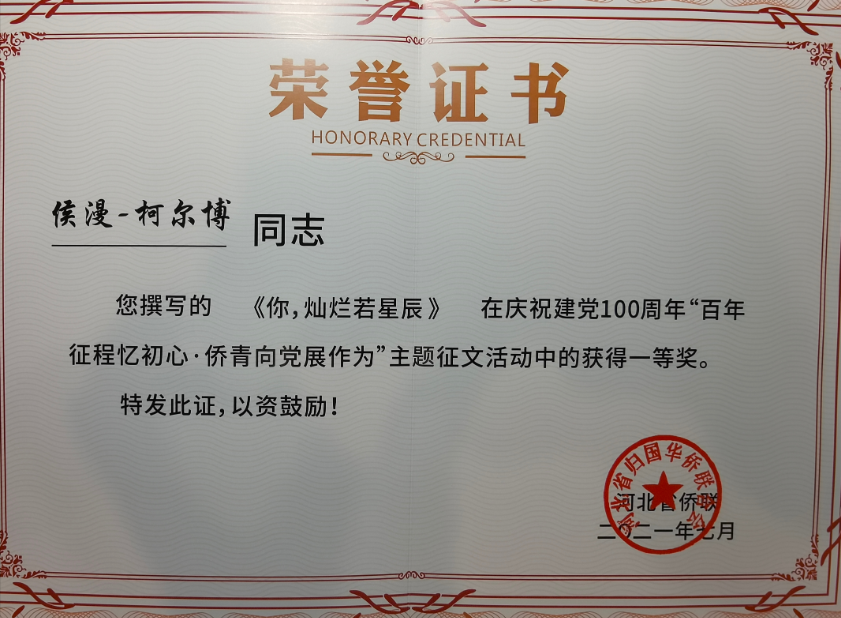 荣誉证书
HONORARY CREDENTIAL
侯漫-柯尔博 同志
您撰写的 《你,灿烂若星辰》 在庆祝建党100周年“百年
征程忆初心·侨青向党展作为”主题征文活动中的获得一等奖。
特发此证,以资鼓励!
河北省归国华侨联合会
河北省侨联
二〇二一年七月